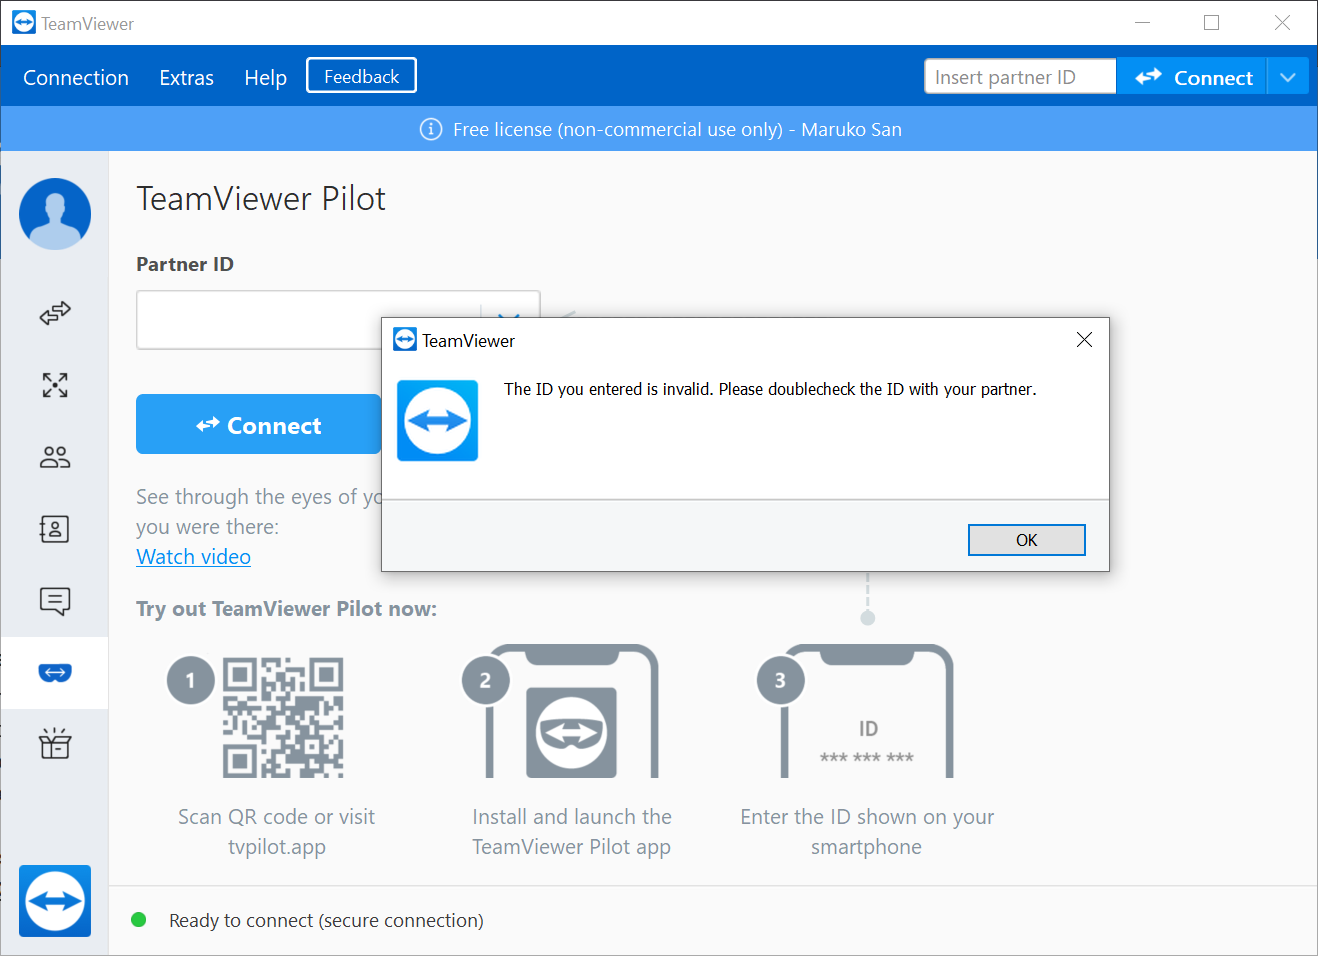 TeamViewer
Connection Extras Help Feedback Insert partner ID Connect
Free license (non-commercial use only) - Maruko San
TeamViewer Pilot
Partner ID
TeamViewer
The ID you entered is invalid. Please doublecheck the ID with your partner.
OK
Connect
See through the eyes of
you were there:
Watch video
Try out TeamViewer Pilot now:
1
2
3
ID
*** *** ***
Scan QR code or visit
tvpilot.app
Install and launch the
TeamViewer Pilot app
Enter the ID shown on your
smartphone
Ready to connect (secure connection)